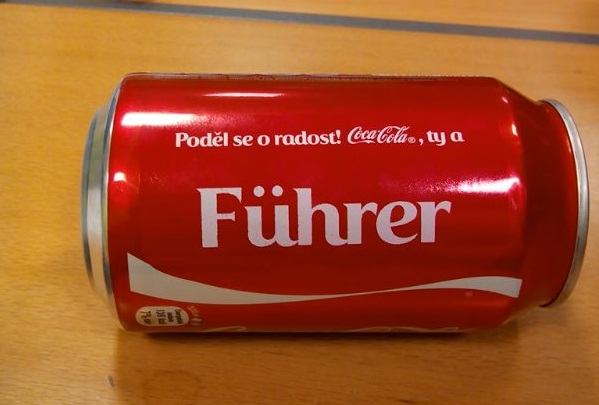 Poděl se o radost! Coca-Cola®, ty a
Führer